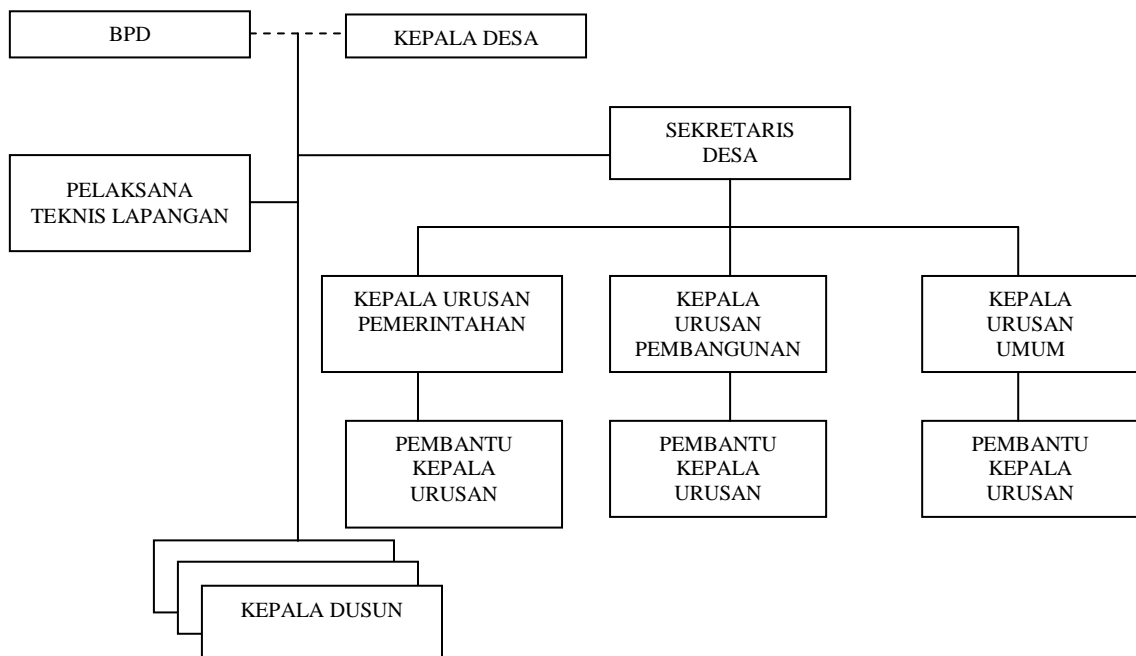 BPD
KEPALA DESA
SEKRETARIS
DESA
PELAKSANA
TEKNIS LAPANGAN
KEPALA URUSAN
PEMERINTAHAN
KEPALA
URUSAN
PEMBANGUNAN
KEPALA
URUSAN
UMUM
PEMBANTU
KEPALA
URUSAN
PEMBANTU
KEPALA
URUSAN
PEMBANTU
KEPALA
URUSAN
KEPALA DUSUN